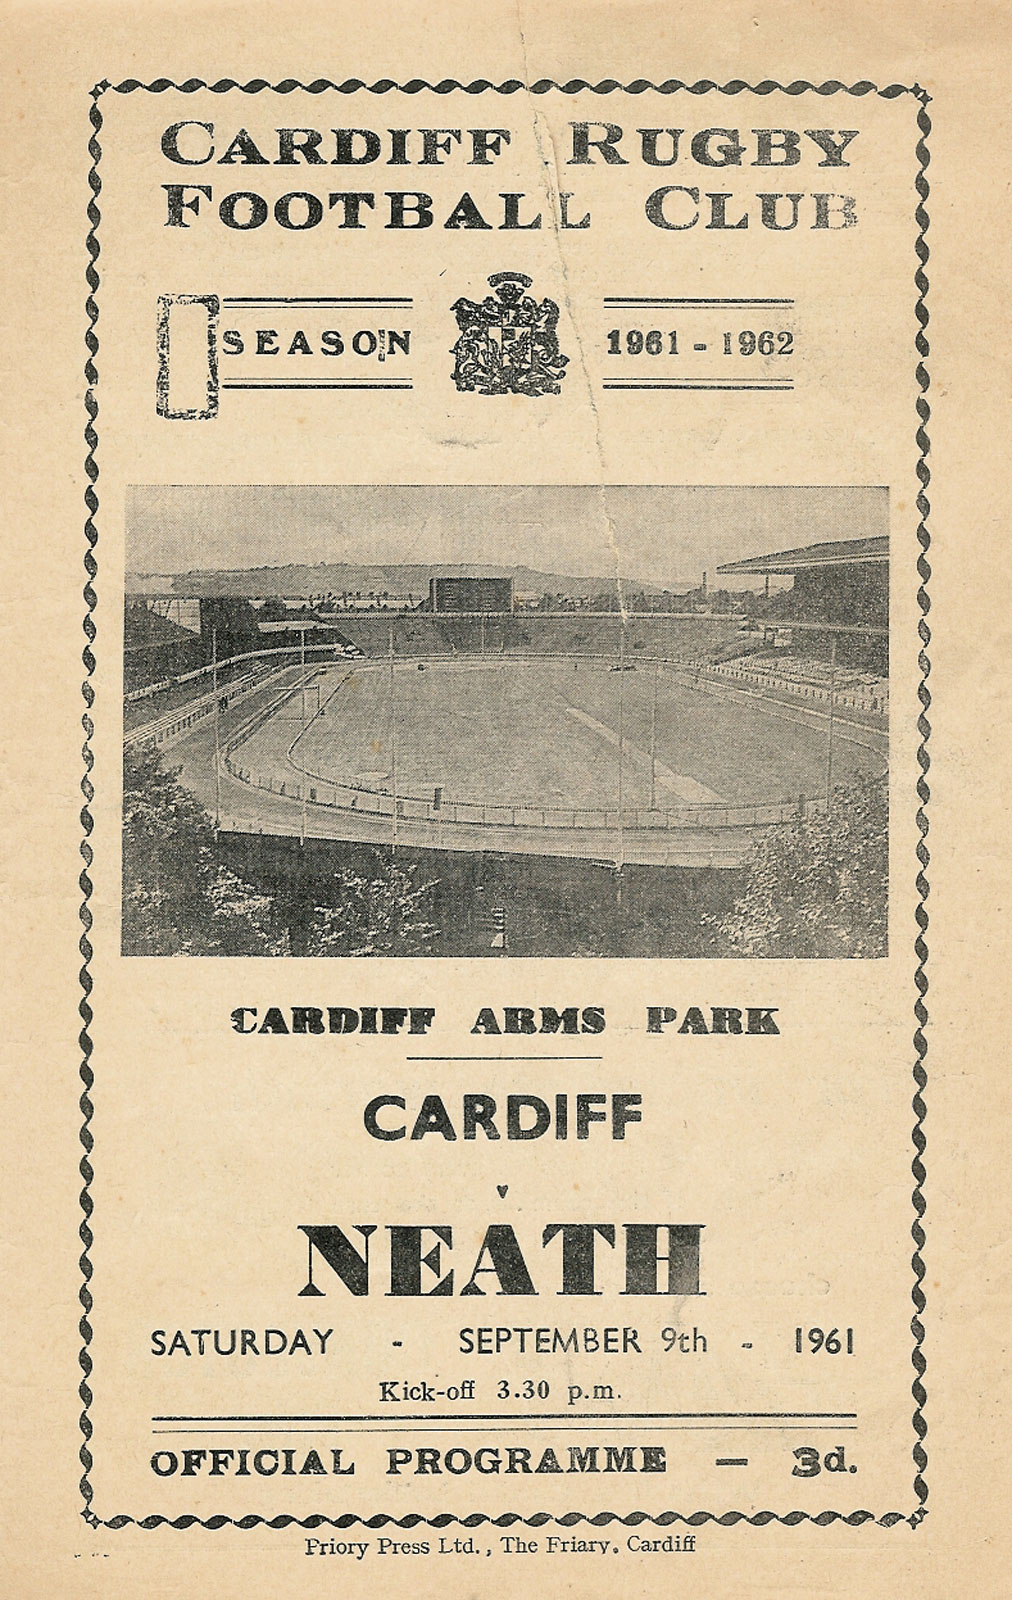 CARDIFF RUGBY
FOOTBALL CLUB
SEASON 1961 - 1962
CARDIFF ARMS PARK
CARDIFF
v
NEATH
SATURDAY - SEPTEMBER 9th - 1961
Kick-off 3.30 p.m.
OFFICIAL PROGRAMME — 3d.
Priory Press Ltd., The Friary, Cardiff